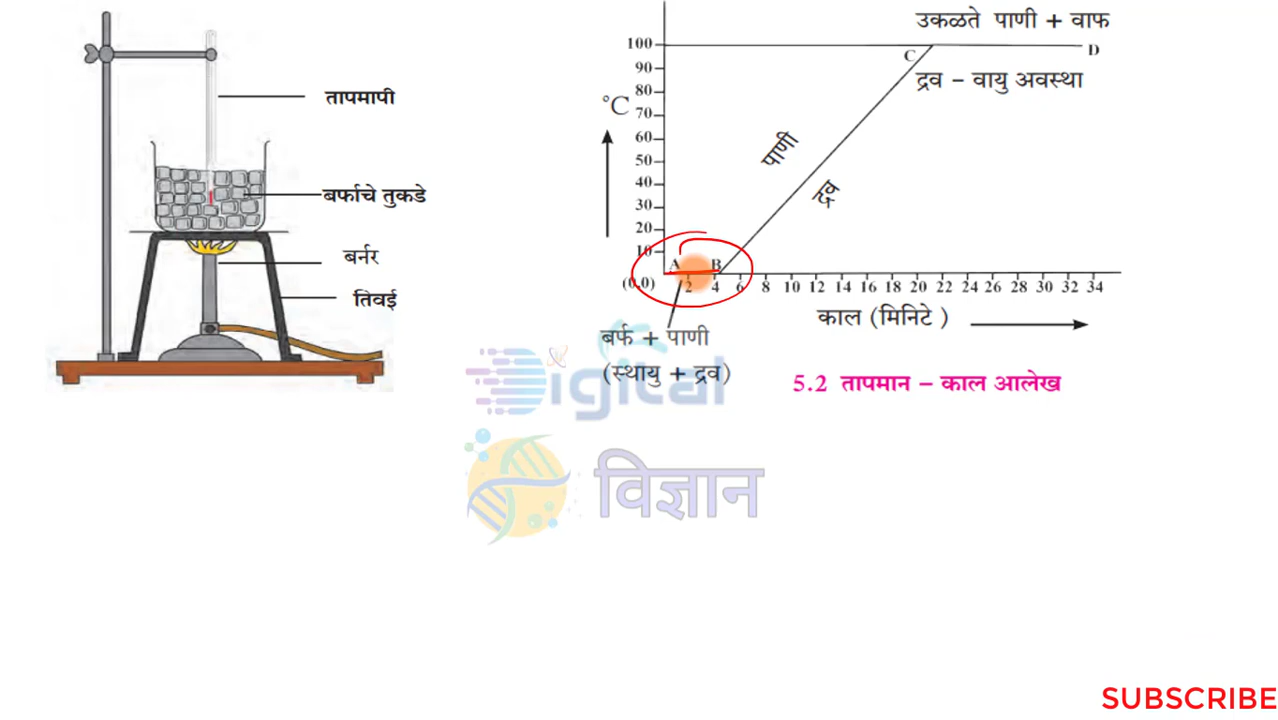 तापमापी
बर्फाचे तुकडे
बर्नर
तिवई
उकळते पाणी + वाफ
100
C
D
90
द्रव - वायु अवस्था
80
°C
70
60
पाणी
50
40
द्रव
30
20
10
A
B
(0,0)
2 4 6 8 10 12 14 16 18 20 22 24 26 28 30 32 34
काल (मिनिटे )
बर्फ + पाणी
(स्थायु + द्रव)
5.2 तापमान - काल आलेख
Digital
विज्ञान
SUBSCRIBE